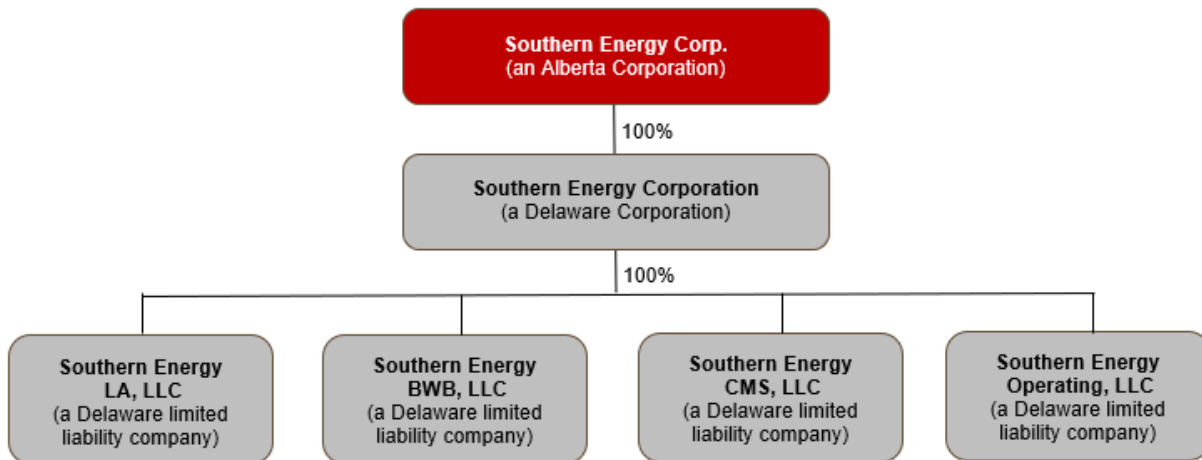 Southern Energy Corp.
(an Alberta Corporation)
100%
Southern Energy Corporation
(a Delaware Corporation)
100%
Southern Energy
LA, LLC
(a Delaware limited
liability company)
Southern Energy
BWB, LLC
(a Delaware limited
liability company)
Southern Energy
CMS, LLC
(a Delaware limited
liability company)
Southern Energy
Operating, LLC
(a Delaware limited
liability company)